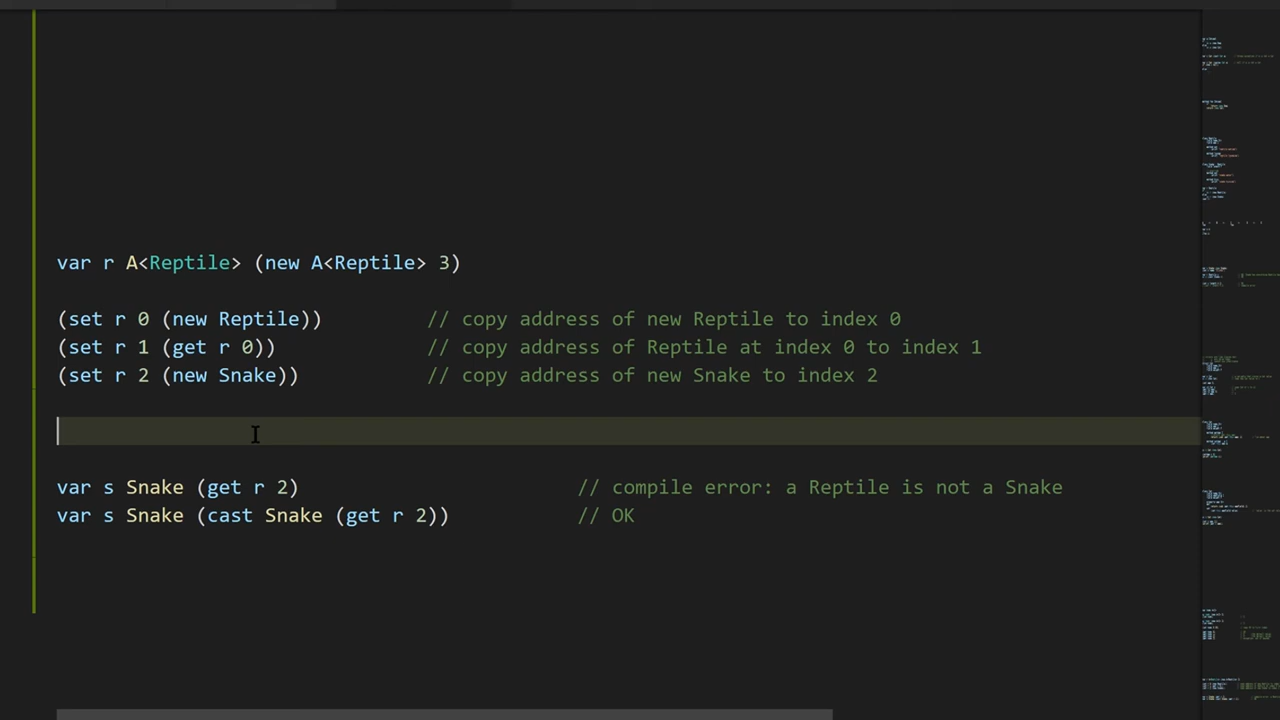 var r A<Reptile> (new A<Reptile> 3)
(set r 0 (new Reptile)) // copy address of new Reptile to index 0
(set r 1 (get r 0)) // copy address of Reptile at index 0 to index 1
(set r 2 (new Snake)) // copy address of new Snake to index 2
var s Snake (get r 2) // compile error: a Reptile is not a Snake
var s Snake (cast Snake (get r 2)) // OK